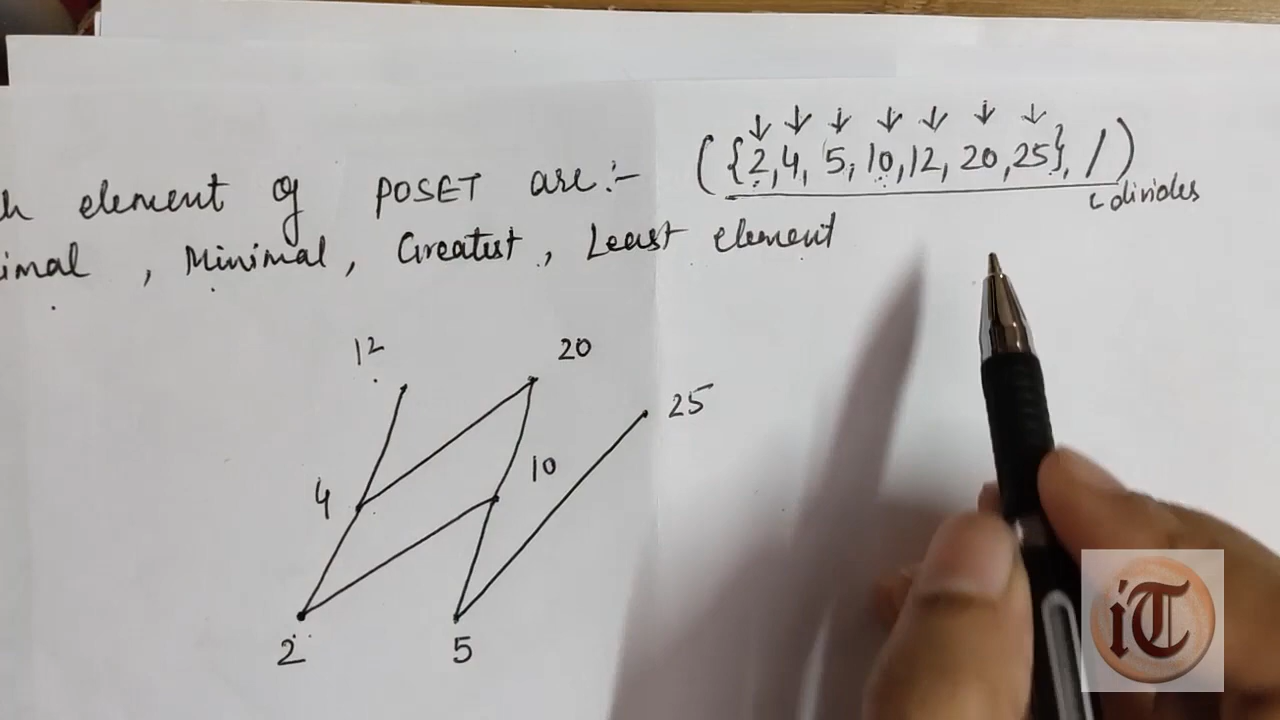 element of POSET are:- ({2,4, 5, 10, 12, 20, 25}, /)
divides
, Minimal, Greatest, Least element
12
20
25
10
4
2
5
iT